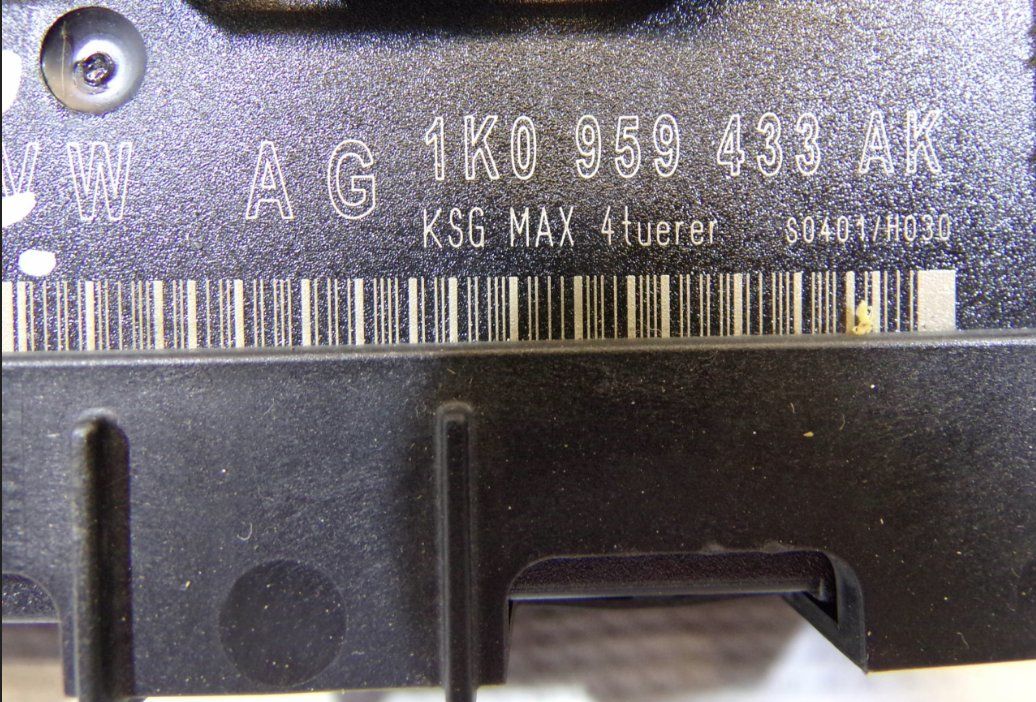 VW AG 1K0 959 433 AK
KSG MAX 4tuerer S0401/H030